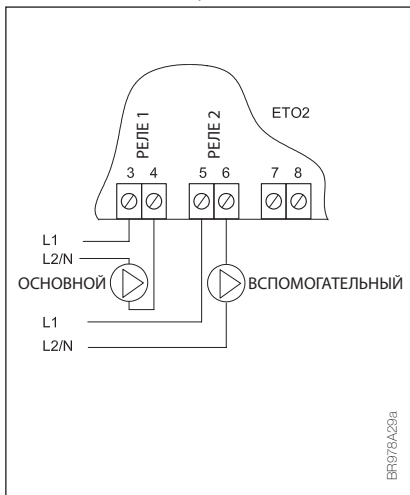 ETO2
РЕЛЕ 1
РЕЛЕ 2
3 4 5 6 7 8
L1
L2/N
ОСНОВНОЙ
ВСПОМОГАТЕЛЬНЫЙ
L1
L2/N
BR978A29a